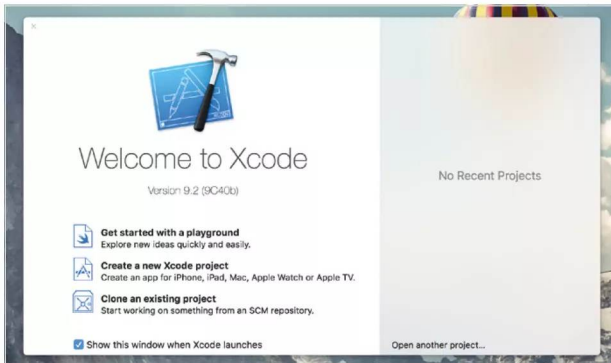 Welcome to Xcode
Version 9.2 (9C40b)
No Recent Projects
Get started with a playground
Explore new ideas quickly and easily.
Create a new Xcode project
Create an app for iPhone, iPad, Mac, Apple Watch or Apple TV.
Clone an existing project
Start working on something from an SCM repository.
Show this window when Xcode launches
Open another project...